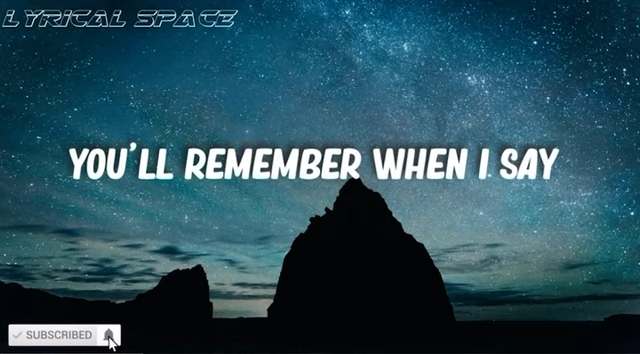 LYRICAL SPACE
YOU'LL REMEMBER WHEN I SAY
SUBSCRIBED